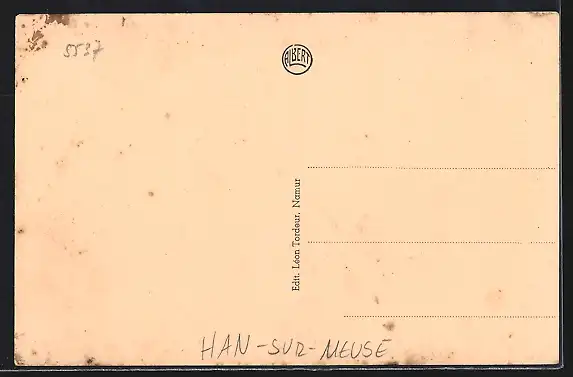 5537
ALBERT
Edit. Léon Tordeur, Namur
HAN-SUR-MEUSE